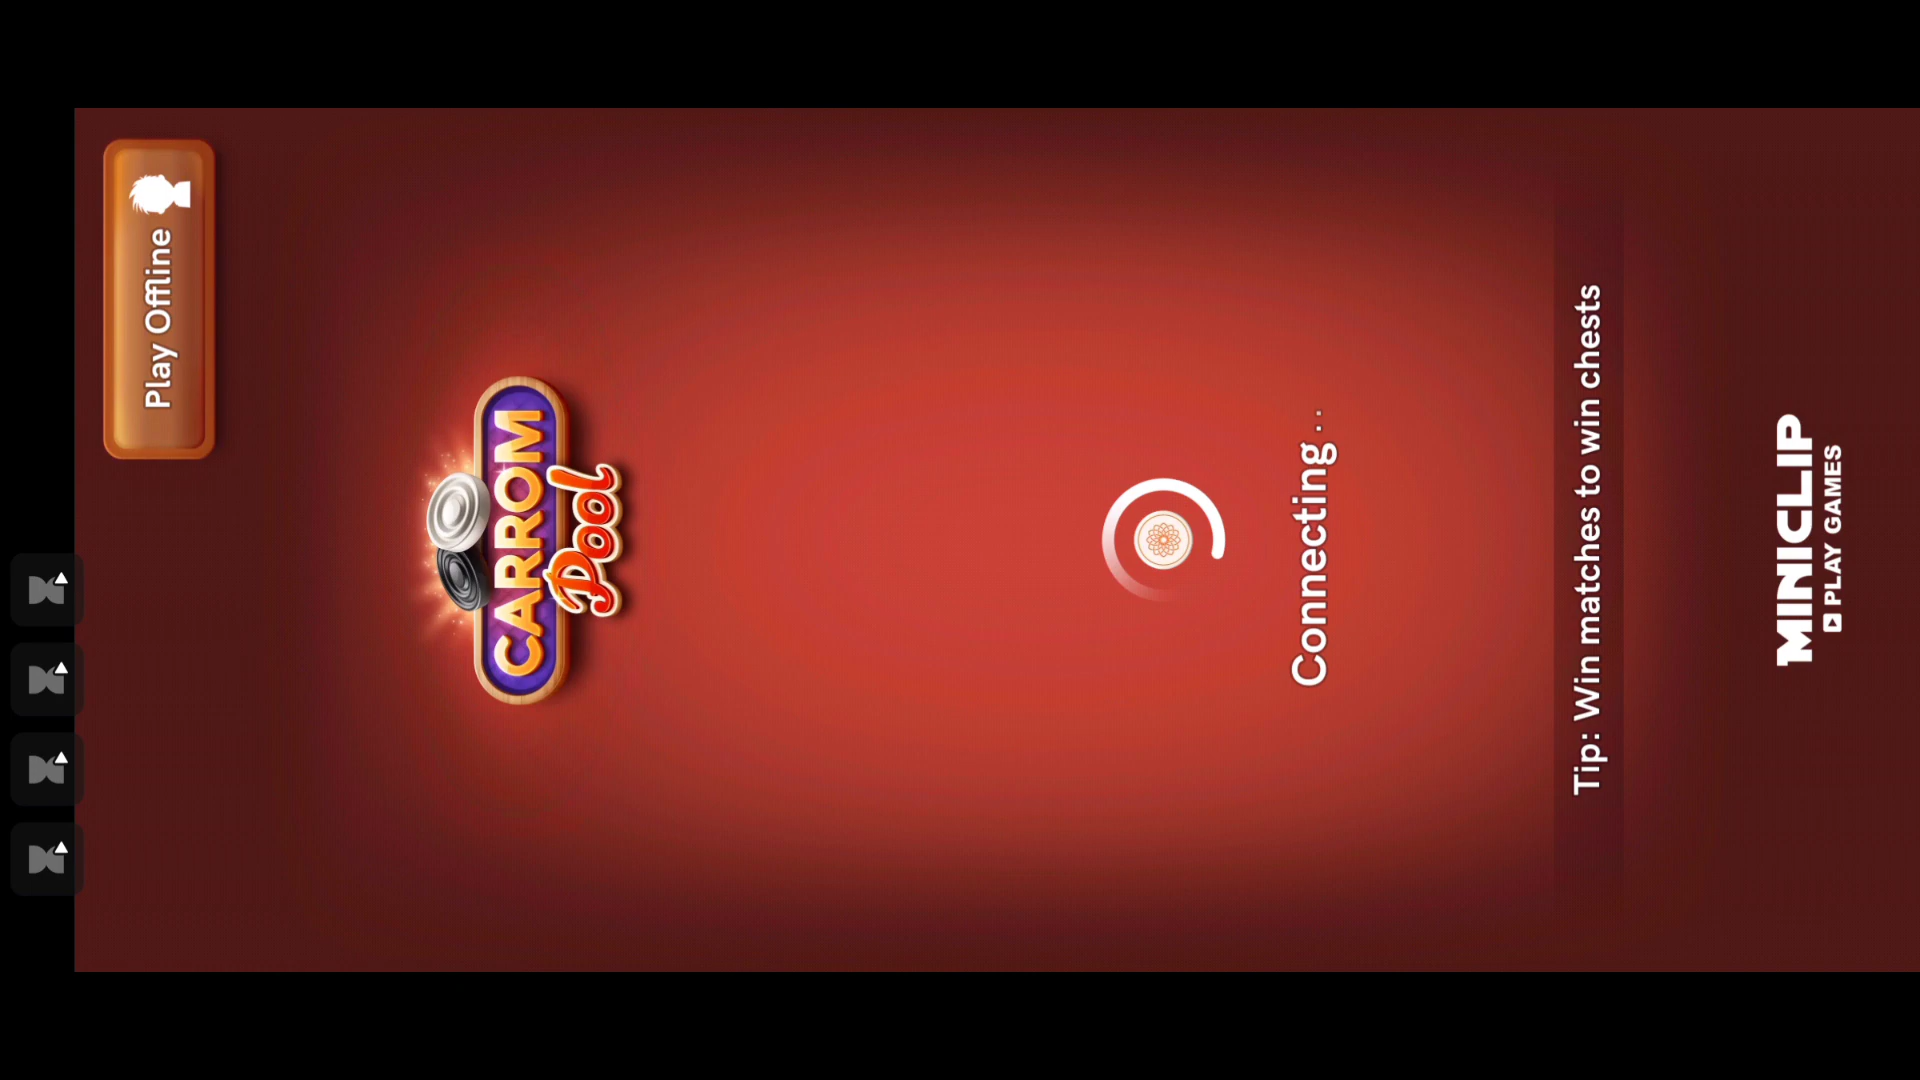 Play Offline
CARROM
Pool
Connecting...
Tip: Win matches to win chests
MINICLIP
PLAY GAMES